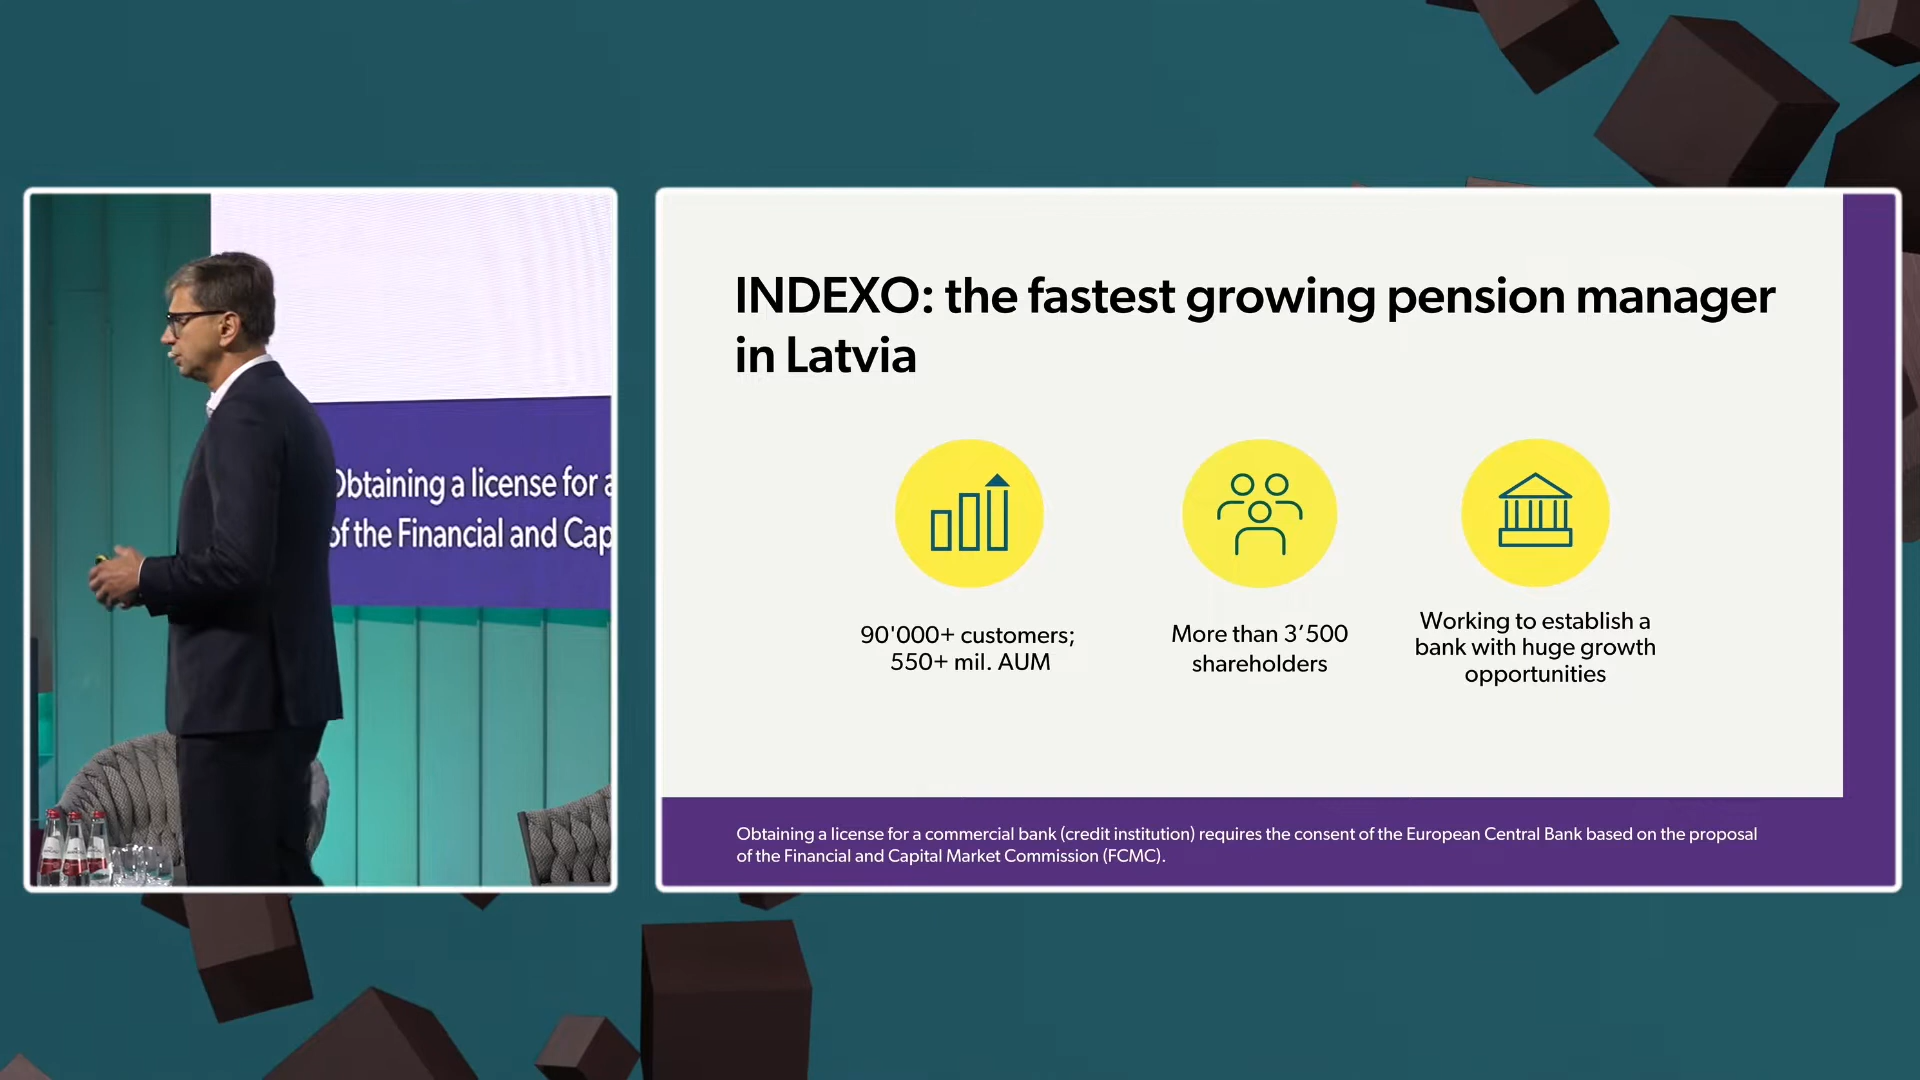 Obtaining a license for a
of the Financial and Cap
INDEXO: the fastest growing pension manager
in Latvia
90'000+ customers;
550+ mil. AUM
More than 3’500
shareholders
Working to establish a
bank with huge growth
opportunities
Obtaining a license for a commercial bank (credit institution) requires the consent of the European Central Bank based on the proposal
of the Financial and Capital Market Commission (FCMC).